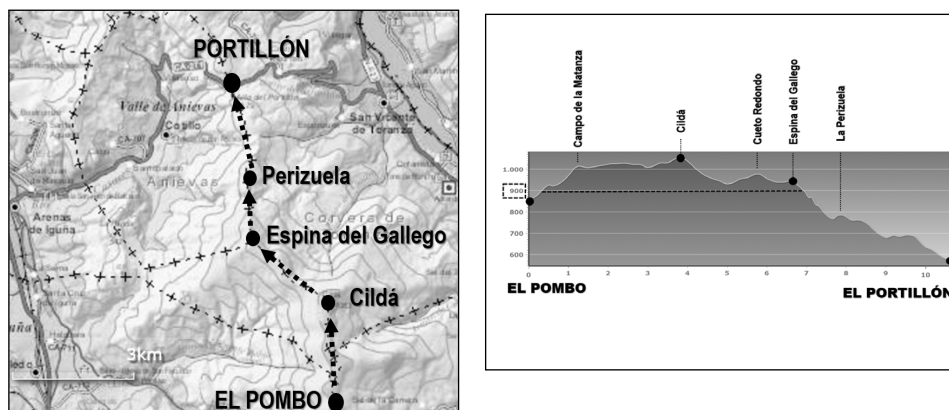 PORTILLÓN
Valle de Anievas
Cotillo
San Vicente
de Toranzo
Perizuela
Anievas
Arenas
de Iguña
Corvera de
Espina del Gallego
Cildá
3km
EL POMBO
Campo de la Matanza
Cildá
Cueto Redondo
Espina del Gallego
La Perizuela
1.000
900
800
700
600
0 1 2 3 4 5 6 7 8 9 10
EL POMBO
EL PORTILLÓN